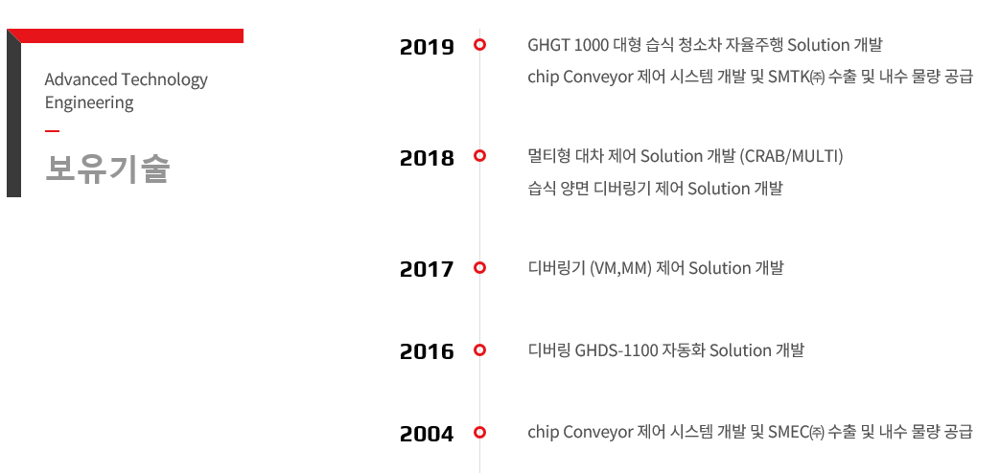 Advanced Technology
Engineering
보유기술
2019
GHGT 1000 대형 습식 청소차 자율주행 Solution 개발
chip Conveyor 제어 시스템 개발 및 SMTK㈜ 수출 및 내수 물량 공급
2018
멀티형 대차 제어 Solution 개발 (CRAB/MULTI)
습식 양면 디버링기 제어 Solution 개발
2017
디버링기 (VM,MM) 제어 Solution 개발
2016
디버링 GHDS-1100 자동화 Solution 개발
2004
chip Conveyor 제어 시스템 개발 및 SMEC㈜ 수출 및 내수 물량 공급